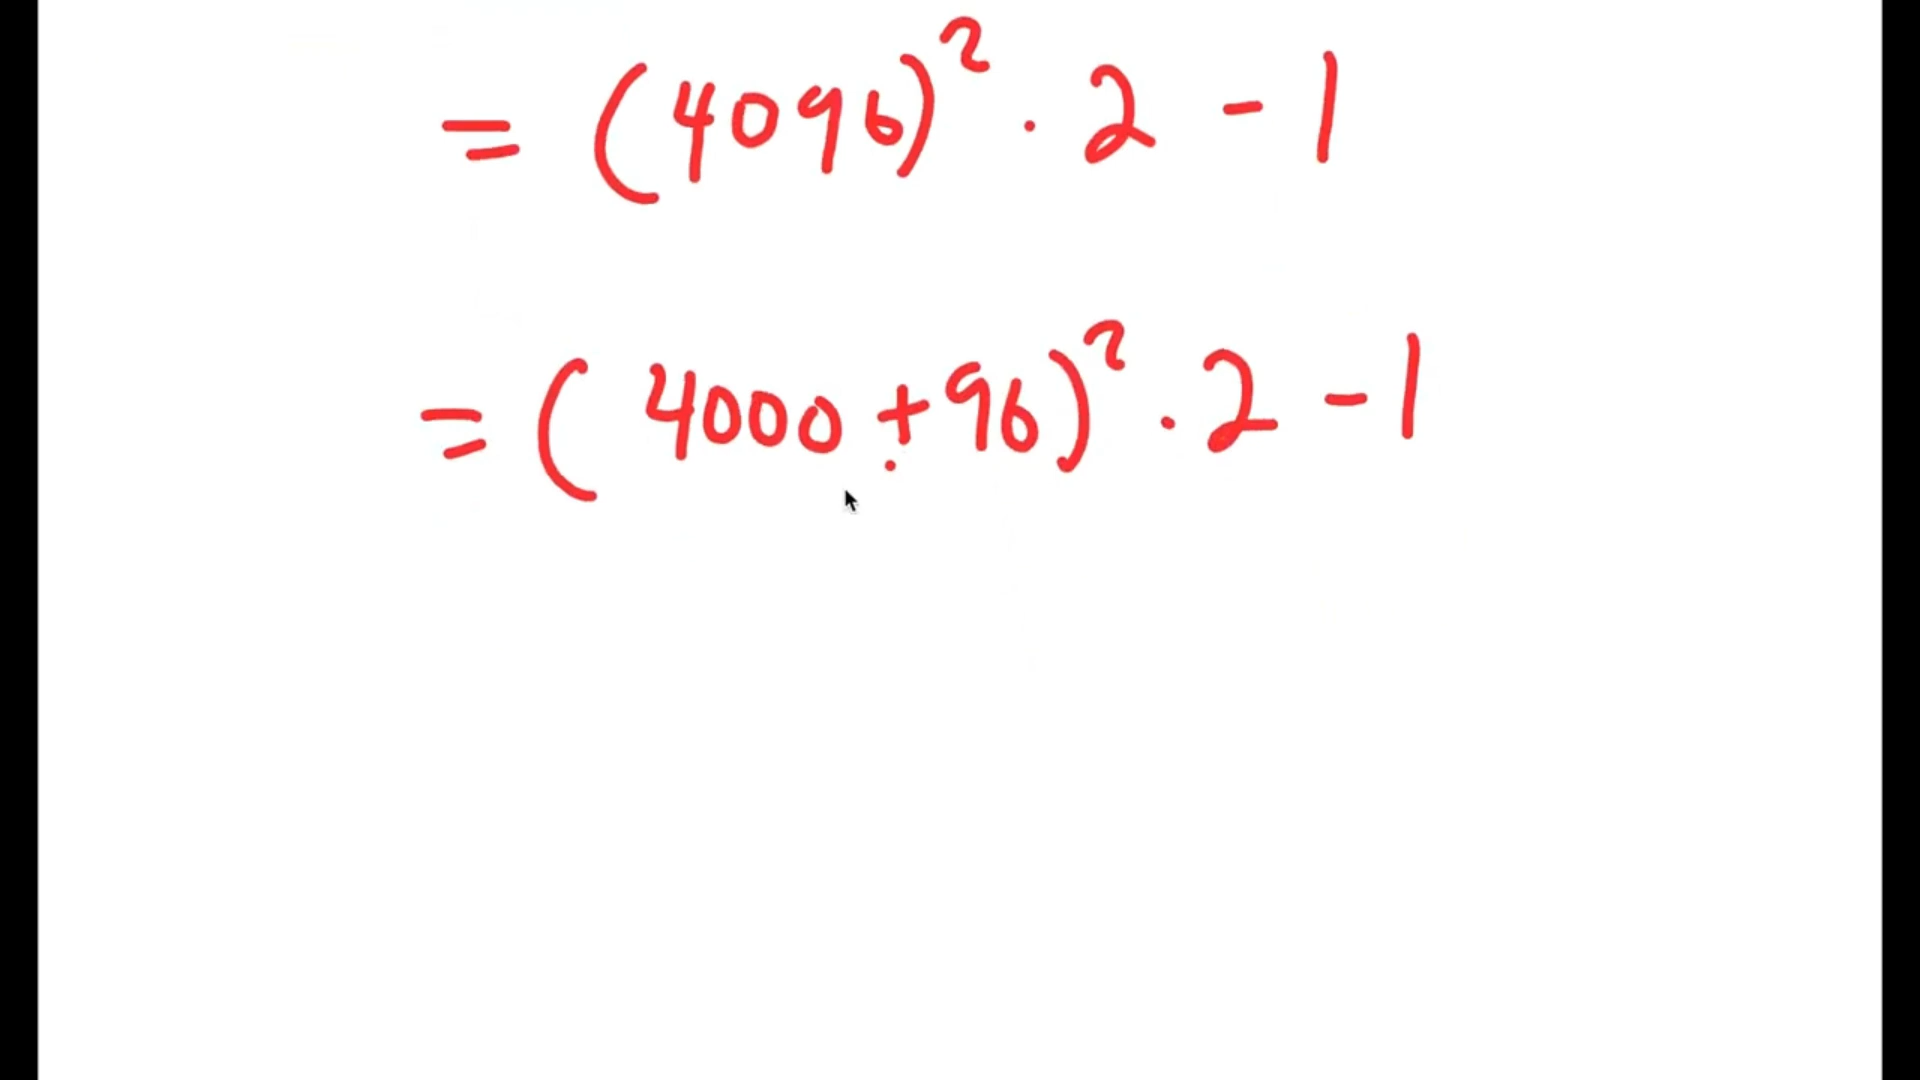 = (4096)² · 2 - 1
= (4000 + 96)² · 2 - 1